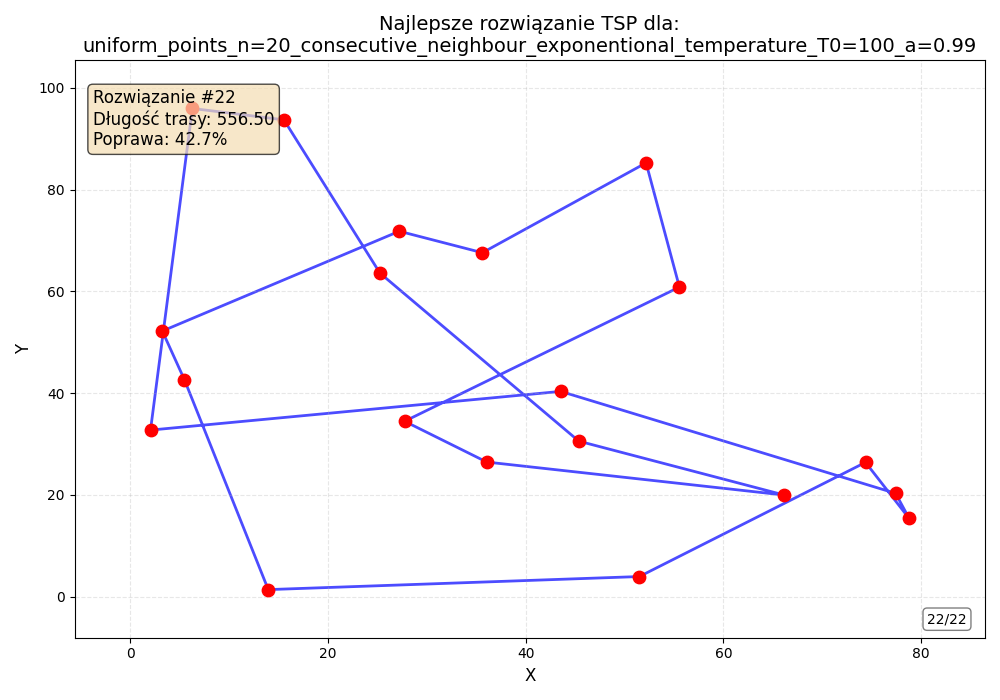 Najlepsze rozwiązanie TSP dla:
uniform_points_n=20_consecutive_neighbour_exponentional_temperature_T0=100_a=0.99
Rozwiązanie #22
Długość trasy: 556.50
Poprawa: 42.7%
100
80
60
40
20
0
Y
22/22
0
20
40
60
80
X